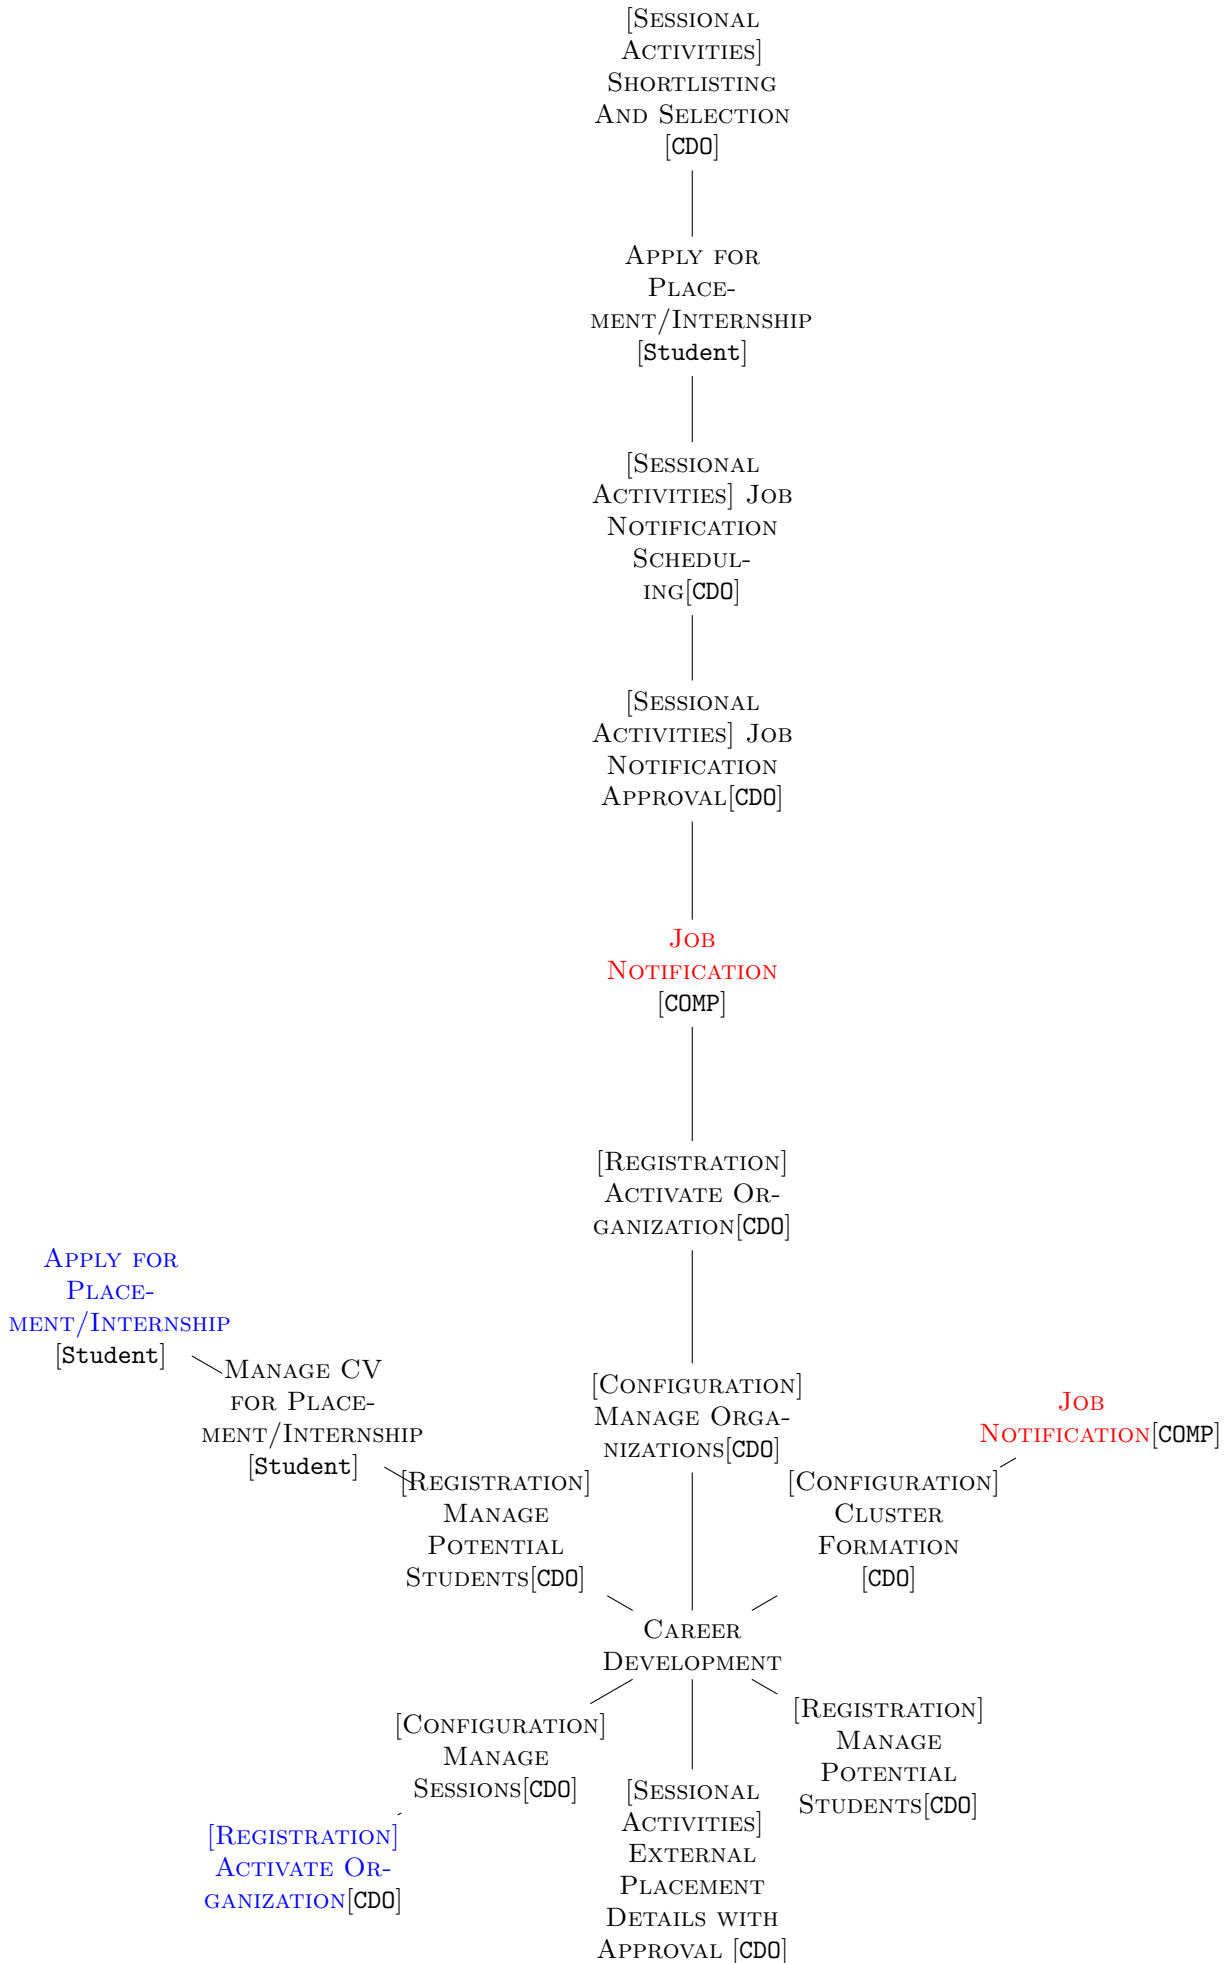 [Sessional
Activities]
Shortlisting
And Selection
[CDO]
Apply for
Place-
ment/Internship
[Student]
[Sessional
Activities] Job
Notification
Schedul-
ing[CDO]
[Sessional
Activities] Job
Notification
Approval[CDO]
Job
Notification
[COMP]
[Registration]
Activate Or-
ganization[CDO]
Apply for
Place-
ment/Internship
[Student]
Manage CV
for Place-
ment/Internship
[Student]
[Configuration]
Manage Orga-
nizations[CDO]
Job
Notification[COMP]
[Registration]
Manage
Potential
Students[CDO]
[Configuration]
Cluster
Formation
[CDO]
Career
Development
[Configuration]
Manage
Sessions[CDO]
[Registration]
Manage
Potential
Students[CDO]
[Registration]
Activate Or-
ganization[CDO]
[Sessional
Activities]
External
Placement
Details with
Approval [CDO]